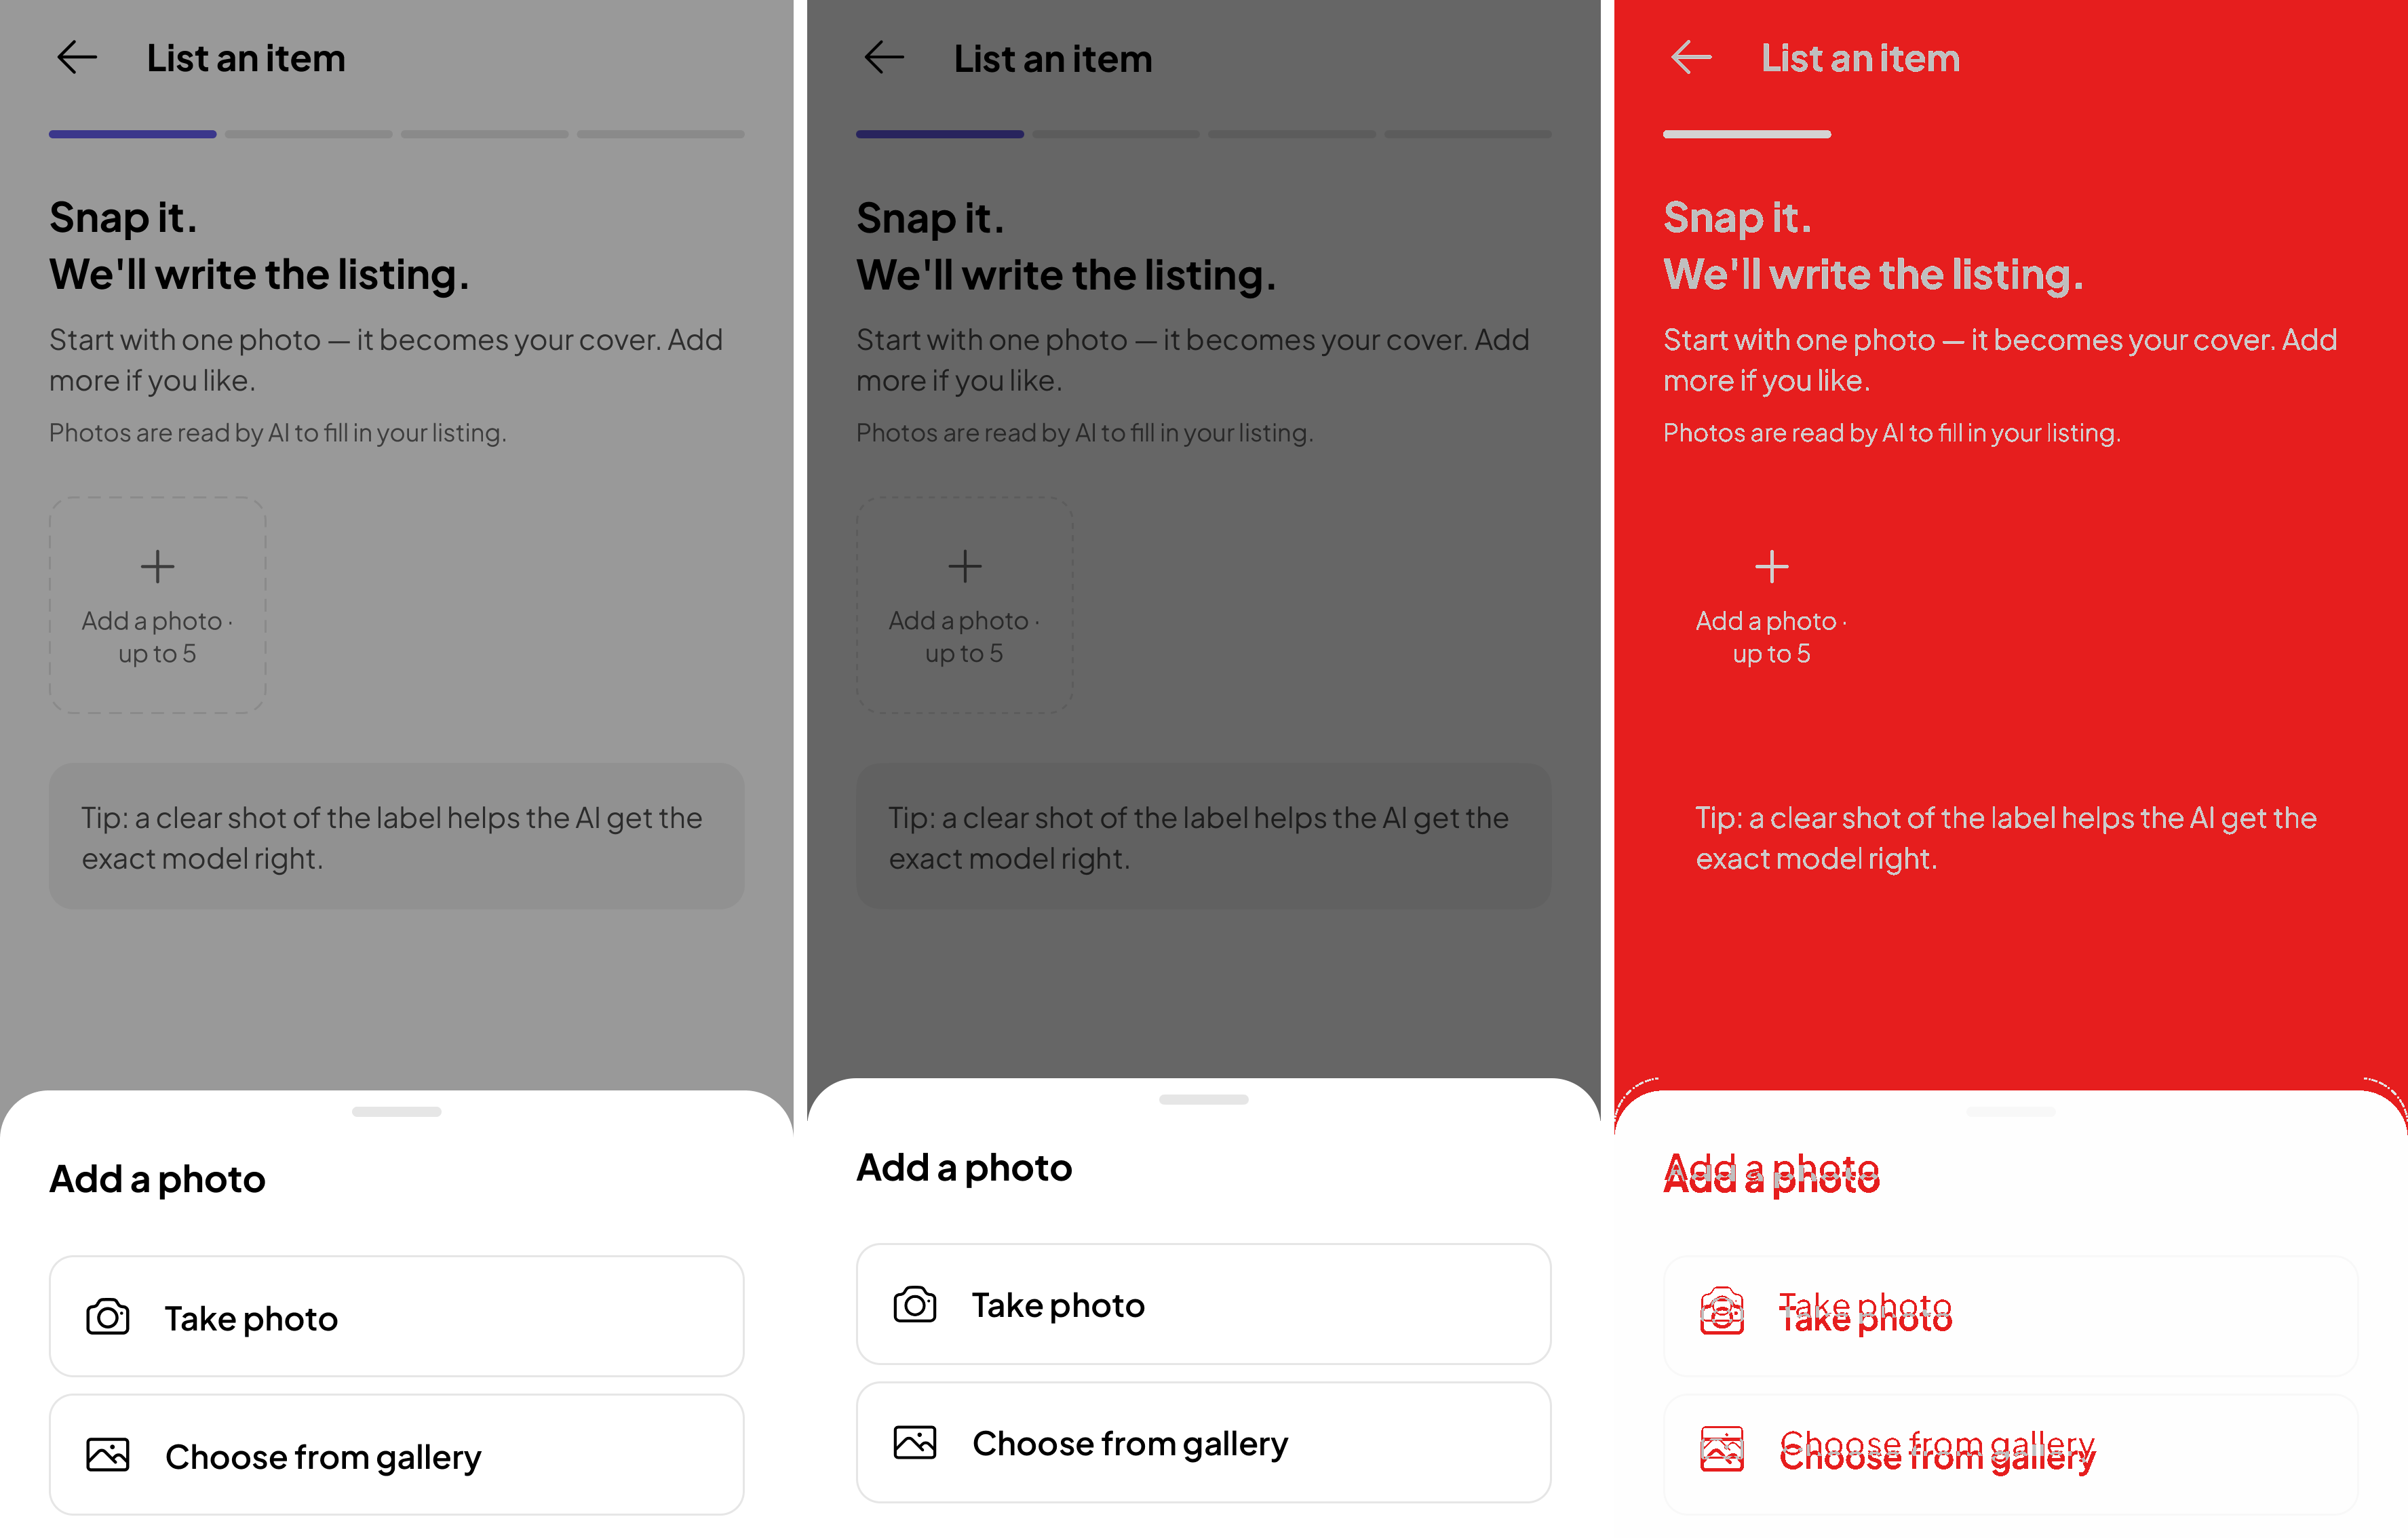 List an item
Snap it.
We'll write the listing.
Start with one photo — it becomes your cover. Add
more if you like.
Photos are read by AI to fill in your listing.
Add a photo ·
up to 5
Tip: a clear shot of the label helps the AI get the
exact model right.
Add a photo
Take photo
Choose from gallery
List an item
Snap it.
We'll write the listing.
Start with one photo — it becomes your cover. Add
more if you like.
Photos are read by AI to fill in your listing.
Add a photo ·
up to 5
Tip: a clear shot of the label helps the AI get the
exact model right.
Add a photo
Take photo
Choose from gallery
List an item
Snap it.
We'll write the listing.
Start with one photo — it becomes your cover. Add
more if you like.
Photos are read by AI to fill in your listing.
Add a photo ·
up to 5
Tip: a clear shot of the label helps the AI get the
exact model right.
Add a photo
Take photo
Choose from gallery